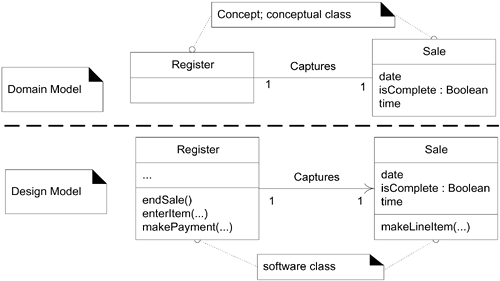 Concept; conceptual class
Domain Model
Register
Captures
1
1
Sale
date
isComplete : Boolean
time
Design Model
Register
...
endSale()
enterItem(...)
makePayment(...)
Captures
1
1
Sale
date
isComplete : Boolean
time
makeLineItem(...)
software class